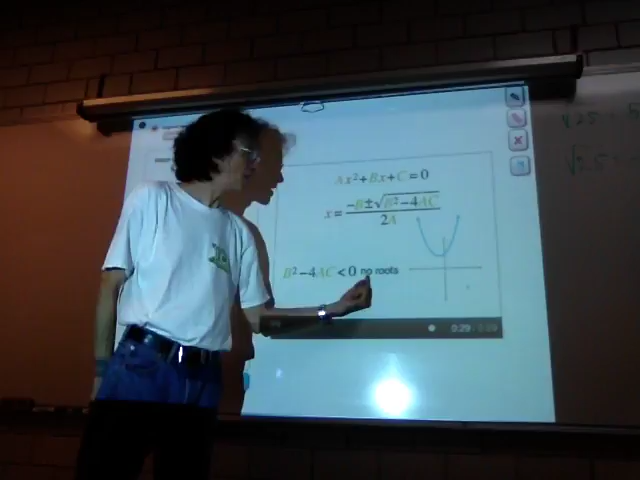 Ax²+Bx+C=0
x= −B±√B²−4AC
2A
B²−4AC<0 no roots
0:29